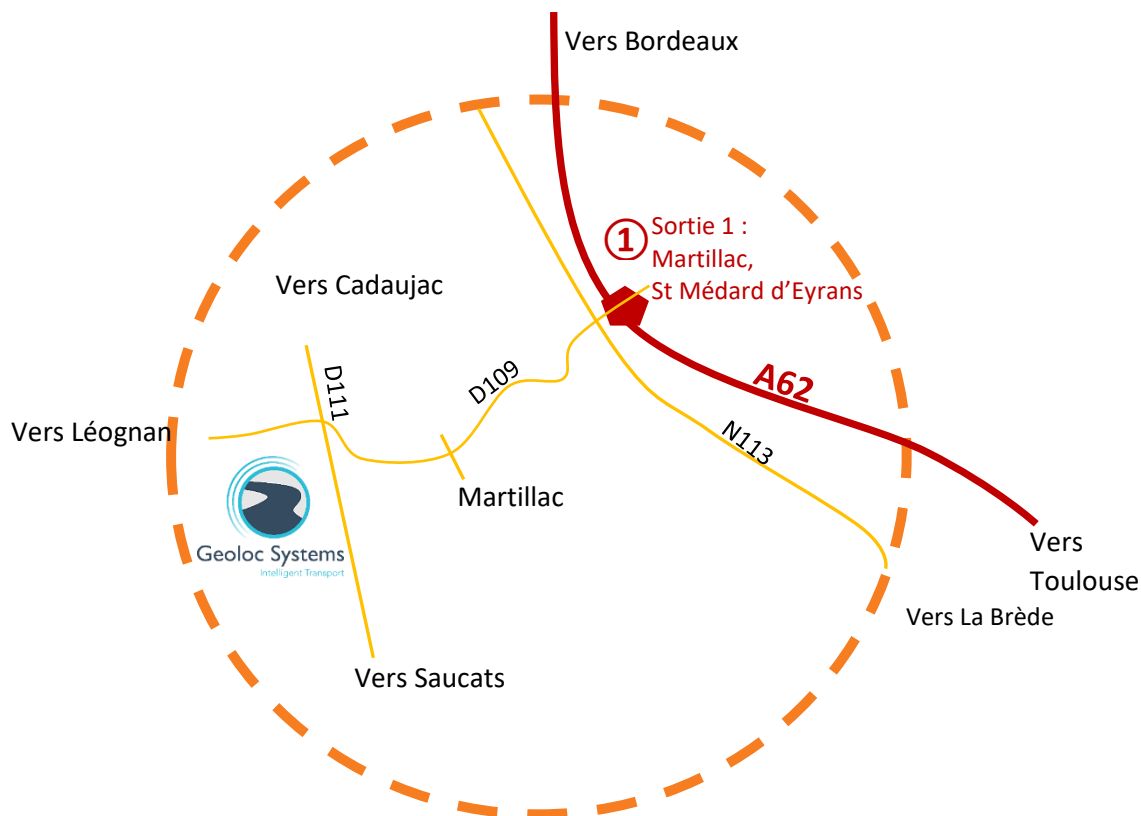 Vers Bordeaux
1
Sortie 1 :
Martillac,
St Médard d’Eyrans
Vers Cadaujac
A62
D109
D111
Vers Léognan
N113
Martillac
Geoloc Systems
Intelligent Transport
Vers
Toulouse
Vers La Brède
Vers Saucats